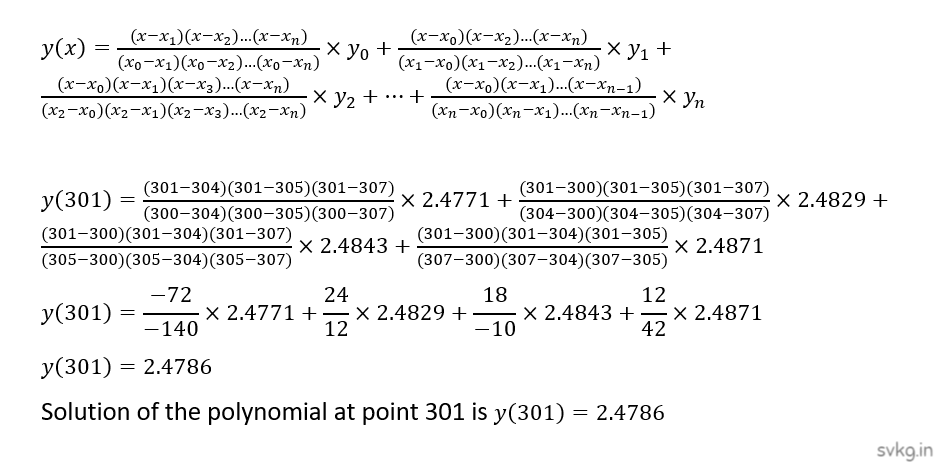 y(x) = (x−x₁)(x−x₂)…(x−xₙ)/(x₀−x₁)(x₀−x₂)…(x₀−xₙ) × y₀ + (x−x₀)(x−x₂)…(x−xₙ)/(x₁−x₀)(x₁−x₂)…(x₁−xₙ) × y₁ +
(x−x₀)(x−x₁)(x−x₃)…(x−xₙ)/(x₂−x₀)(x₂−x₁)(x₂−x₃)…(x₂−xₙ) × y₂ + ⋯ + (x−x₀)(x−x₁)…(x−xₙ₋₁)/(xₙ−x₀)(xₙ−x₁)…(xₙ−xₙ₋₁) × yₙ
y(301) = (301−304)(301−305)(301−307)/(300−304)(300−305)(300−307) × 2.4771 + (301−300)(301−305)(301−307)/(304−300)(304−305)(304−307) × 2.4829 +
(301−300)(301−304)(301−307)/(305−300)(305−304)(305−307) × 2.4843 + (301−300)(301−304)(301−305)/(307−300)(307−304)(307−305) × 2.4871
y(301) = −72/−140 × 2.4771 + 24/12 × 2.4829 + 18/−10 × 2.4843 + 12/42 × 2.4871
y(301) = 2.4786
Solution of the polynomial at point 301 is y(301) = 2.4786
svkg.in